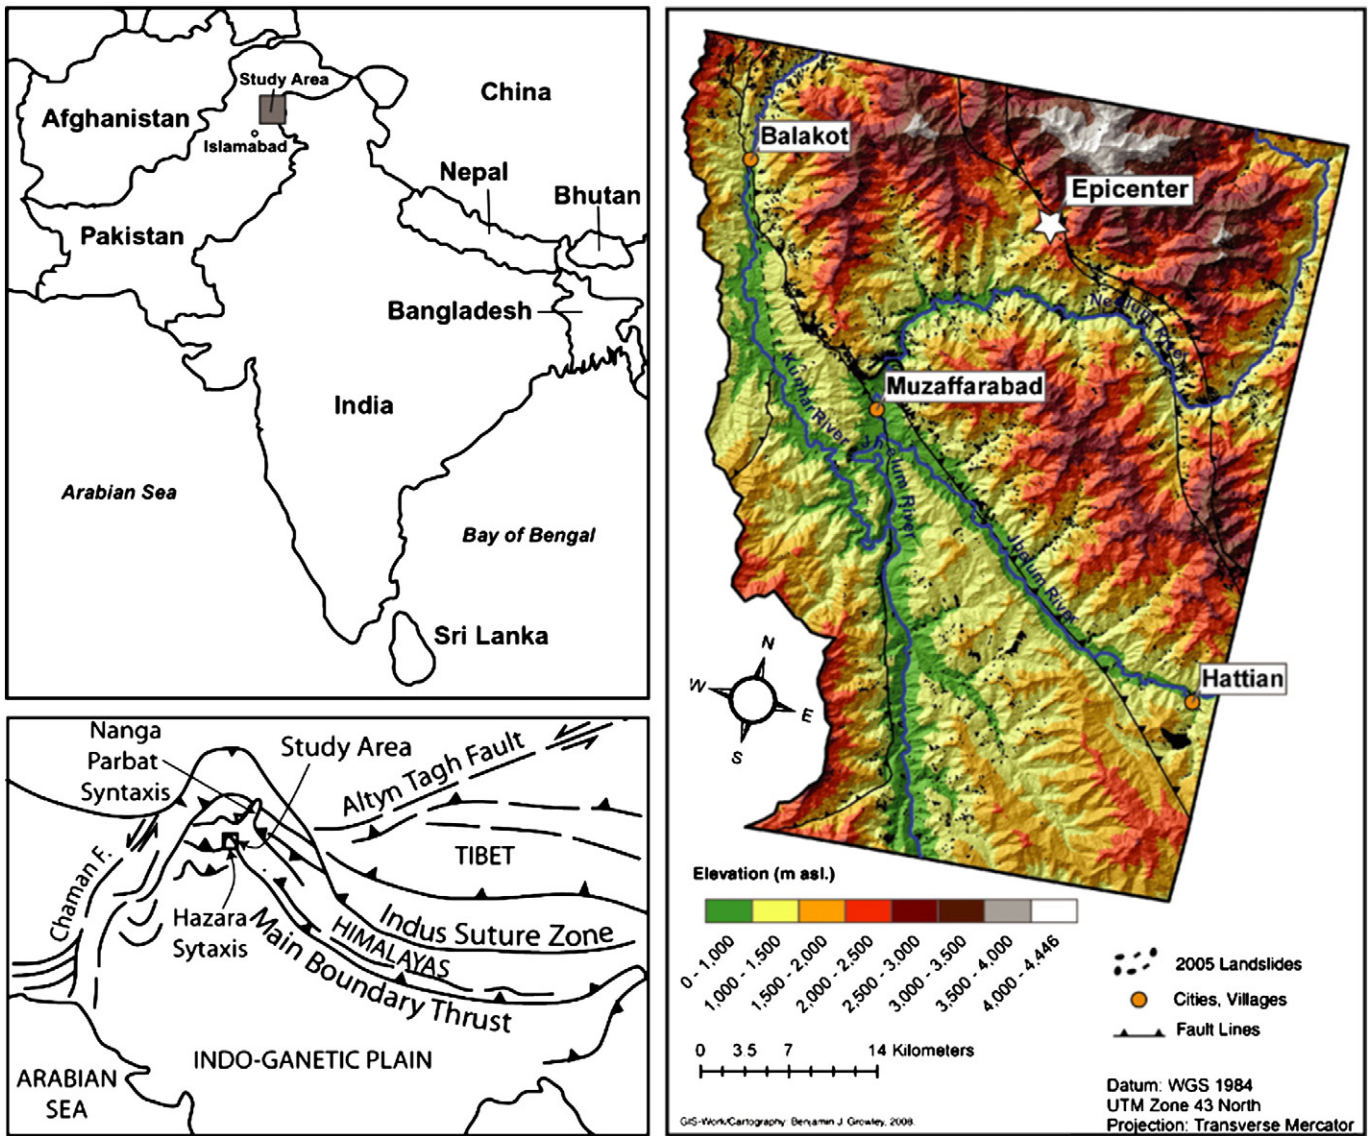 Study Area
China
Afghanistan
Islamabad
Nepal
Bhutan
Pakistan
Bangladesh
India
Arabian Sea
Bay of Bengal
Sri Lanka
Nanga
Parbat
Syntaxis
Study Area
Altyn Tagh Fault
TIBET
Chaman F.
Hazara
Sytaxis
Indus Suture Zone
HIMALAYAS
Main Boundary Thrust
INDO-GANETIC PLAIN
ARABIAN
SEA
Balakot
Epicenter
Neelum River
Muzaffarabad
Kunhar River
Jhelum River
Jhelum River
Hattian
N
W
E
S
Elevation (m asl.)
0 - 1,000
1,000 - 1,500
1,500 - 2,000
2,000 - 2,500
2,500 - 3,000
3,000 - 3,500
3,500 - 4,000
4,000 - 4,446
2005 Landslides
Cities, Villages
Fault Lines
0 3.5 7 14 Kilometers
Datum: WGS 1984
UTM Zone 43 North
Projection: Transverse Mercator
GIS-Work/Cartography: Benjamin J. Growley, 2008.